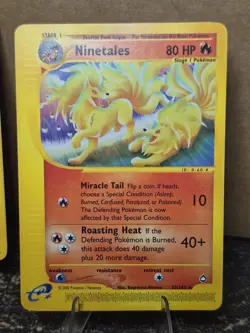 STAGE 1
Ninetales 80 HP
Stage 1 Pokémon
Miracle Tail Flip a coin. If heads,
choose a Special Condition (Asleep,
Burned, Confused, Paralyzed, or Poisoned).
The Defending Pokémon is now
affected by that Special Condition.
10
Roasting Heat If the
Defending Pokémon is Burned,
this attack does 40 damage
plus 20 more damage.
40+
weakness resistance retreat cost
e